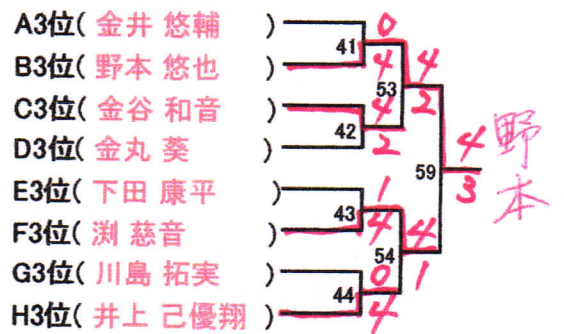 A3位( 金井 悠輔 )
0
41
B3位( 野本 悠也 )
4
4
53
C3位( 金谷 和音 )
4
2
42
D3位( 金丸 葵 )
2
4
野本
59
3
E3位( 下田 康平 )
1
43
F3位( 渕 慈音 )
4
4
54
G3位( 川島 拓実 )
0
1
44
H3位( 井上 己優翔 )
4